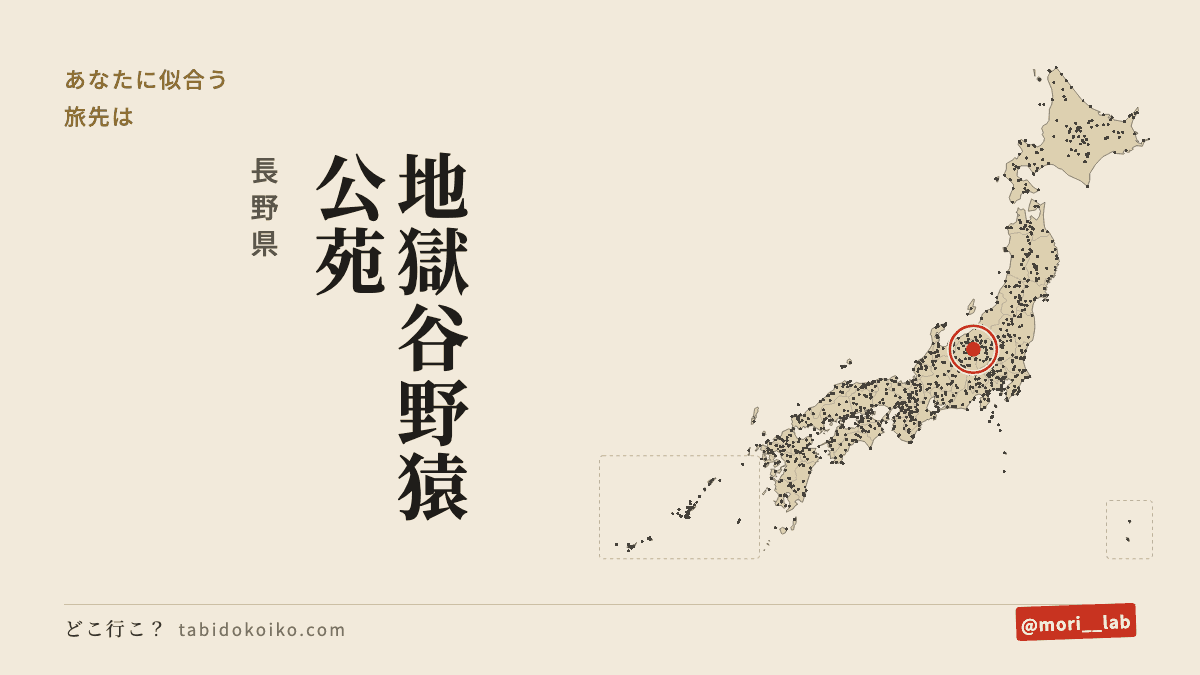 あなたに似合う
旅先は
地獄谷野猿
公苑
長野県
どこ行こ？ tabidokoiko.com
@mori__lab